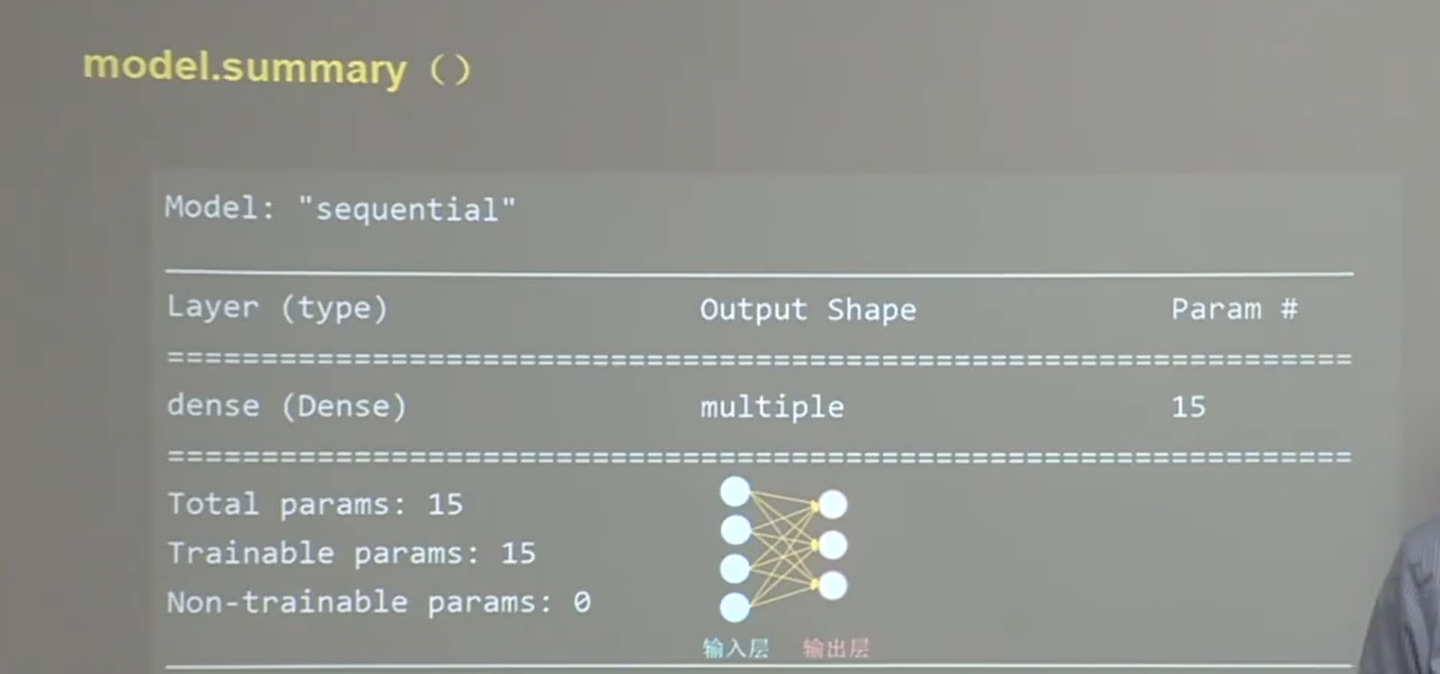 model.summary （）
Model: "sequential"
Layer (type) Output Shape Param #
================================================================
dense (Dense) multiple 15
================================================================
Total params: 15
Trainable params: 15
Non-trainable params: 0
输入层 输出层